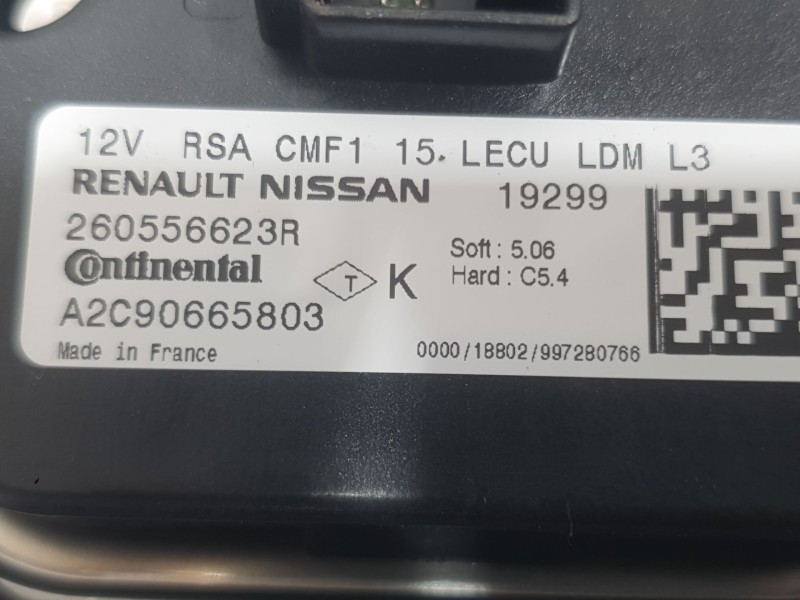 12V RSA CMF1 15. LECU LDM L3
RENAULT NISSAN 19299
260556623R
Soft : 5.06
Continental T K Hard : C5.4
A2C90665803
Made in France 0000/18802/997280766